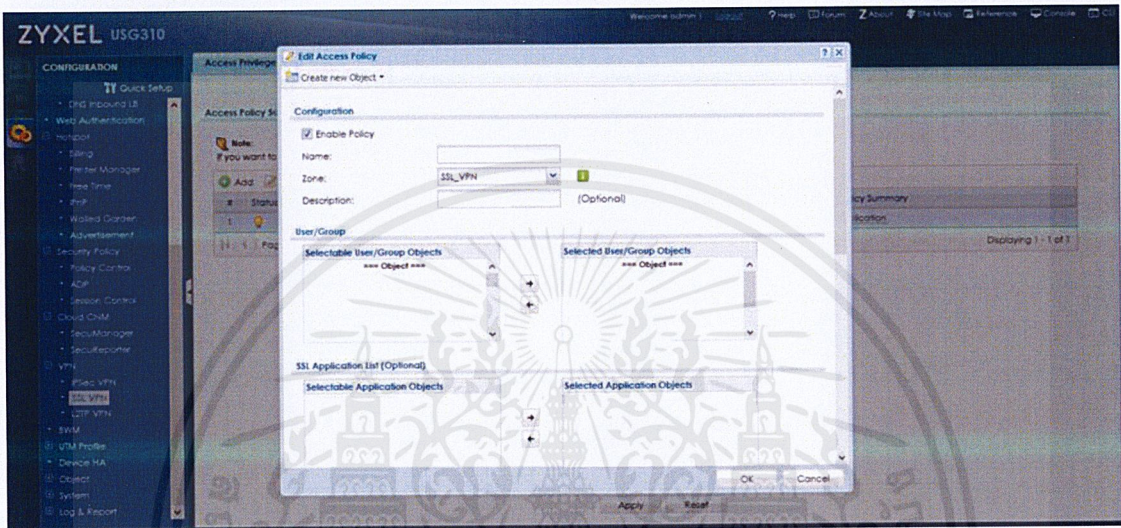 Welcome admin | Logout ? Help Forum About Site Map Reference Console CLI
ZYXEL USG310
CONFIGURATION
Quick Setup
DNS Inbound LB
Web Authentication
Hotspot
Billing
Printer Manager
Free Time
IPnP
Walled Garden
Advertisement
Security Policy
Policy Control
ADP
Session Control
Cloud CNM
SecuManager
SecuReporter
VPN
IPSec VPN
SSL VPN
L2TP VPN
BWM
UTM Profile
Device HA
Object
System
Log & Report
Access Privilege
Access Policy
Note:
If you want to
Add
# Status
1
Page
Edit Access Policy
Create new Object
Configuration
Enable Policy
Name:
Zone: SSL_VPN
Description: (Optional)
User/Group
Selectable User/Group Objects
=== Object ===
Selected User/Group Objects
=== Object ===
SSL Application List (Optional)
Selectable Application Objects
Selected Application Objects
OK Cancel
Summary
Displaying 1 - 1 of 1
Apply Reset